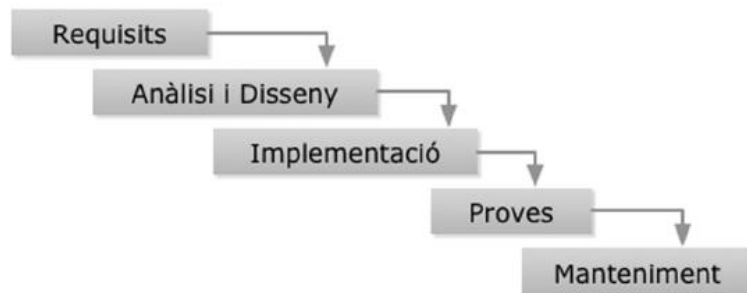 Requisits
Anàlisi i Disseny
Implementació
Proves
Manteniment